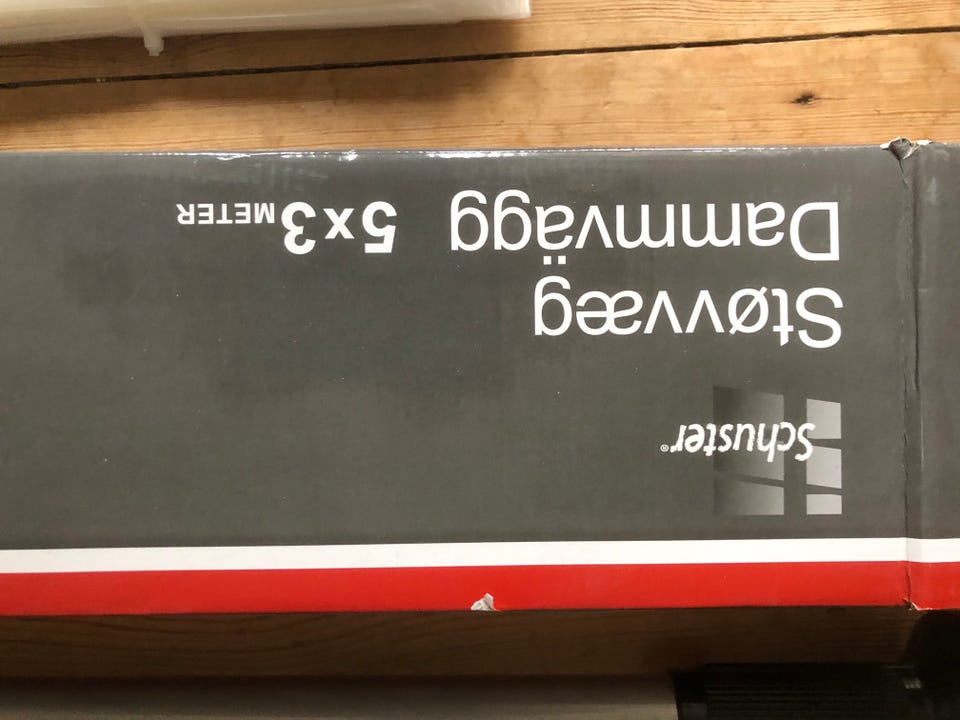 Schuster®
Støvvæg
Dammvägg 5x3 METER